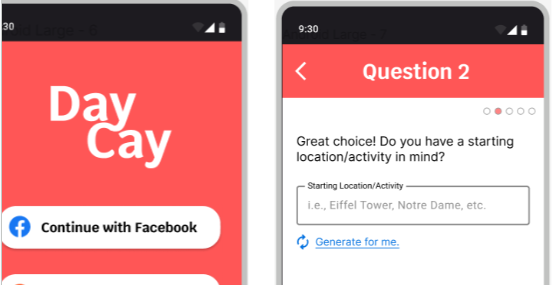 30
Day
Cay
Continue with Facebook
9:30
Question 2
Great choice! Do you have a starting
location/activity in mind?
Starting Location/Activity
i.e., Eiffel Tower, Notre Dame, etc.
Generate for me.